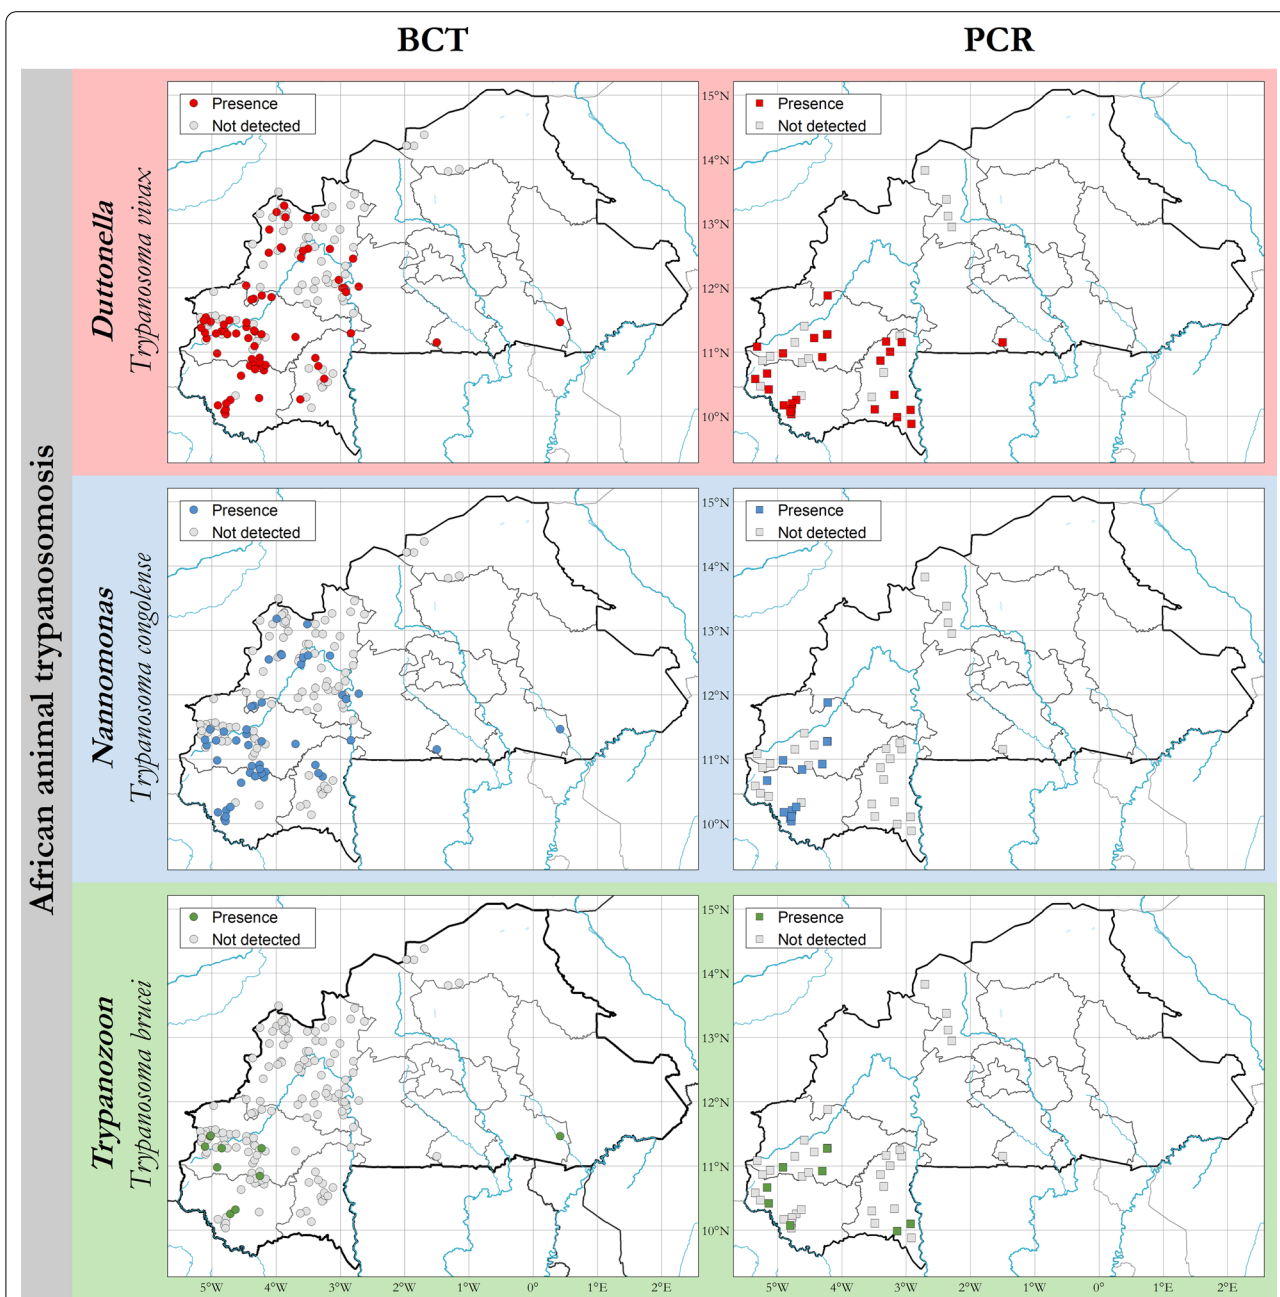 BCT
PCR
African animal trypanosomosis
Duttonella
Trypanosoma vivax
Presence
Not detected
Presence
Not detected
15°N
14°N
13°N
12°N
11°N
10°N
Nannomonas
Trypanosoma congolense
Presence
Not detected
Presence
Not detected
15°N
14°N
13°N
12°N
11°N
10°N
Trypanozoon
Trypanosoma brucei
Presence
Not detected
Presence
Not detected
15°N
14°N
13°N
12°N
11°N
10°N
5°W 4°W 3°W 2°W 1°W 0° 1°E 2°E
5°W 4°W 3°W 2°W 1°W 0° 1°E 2°E